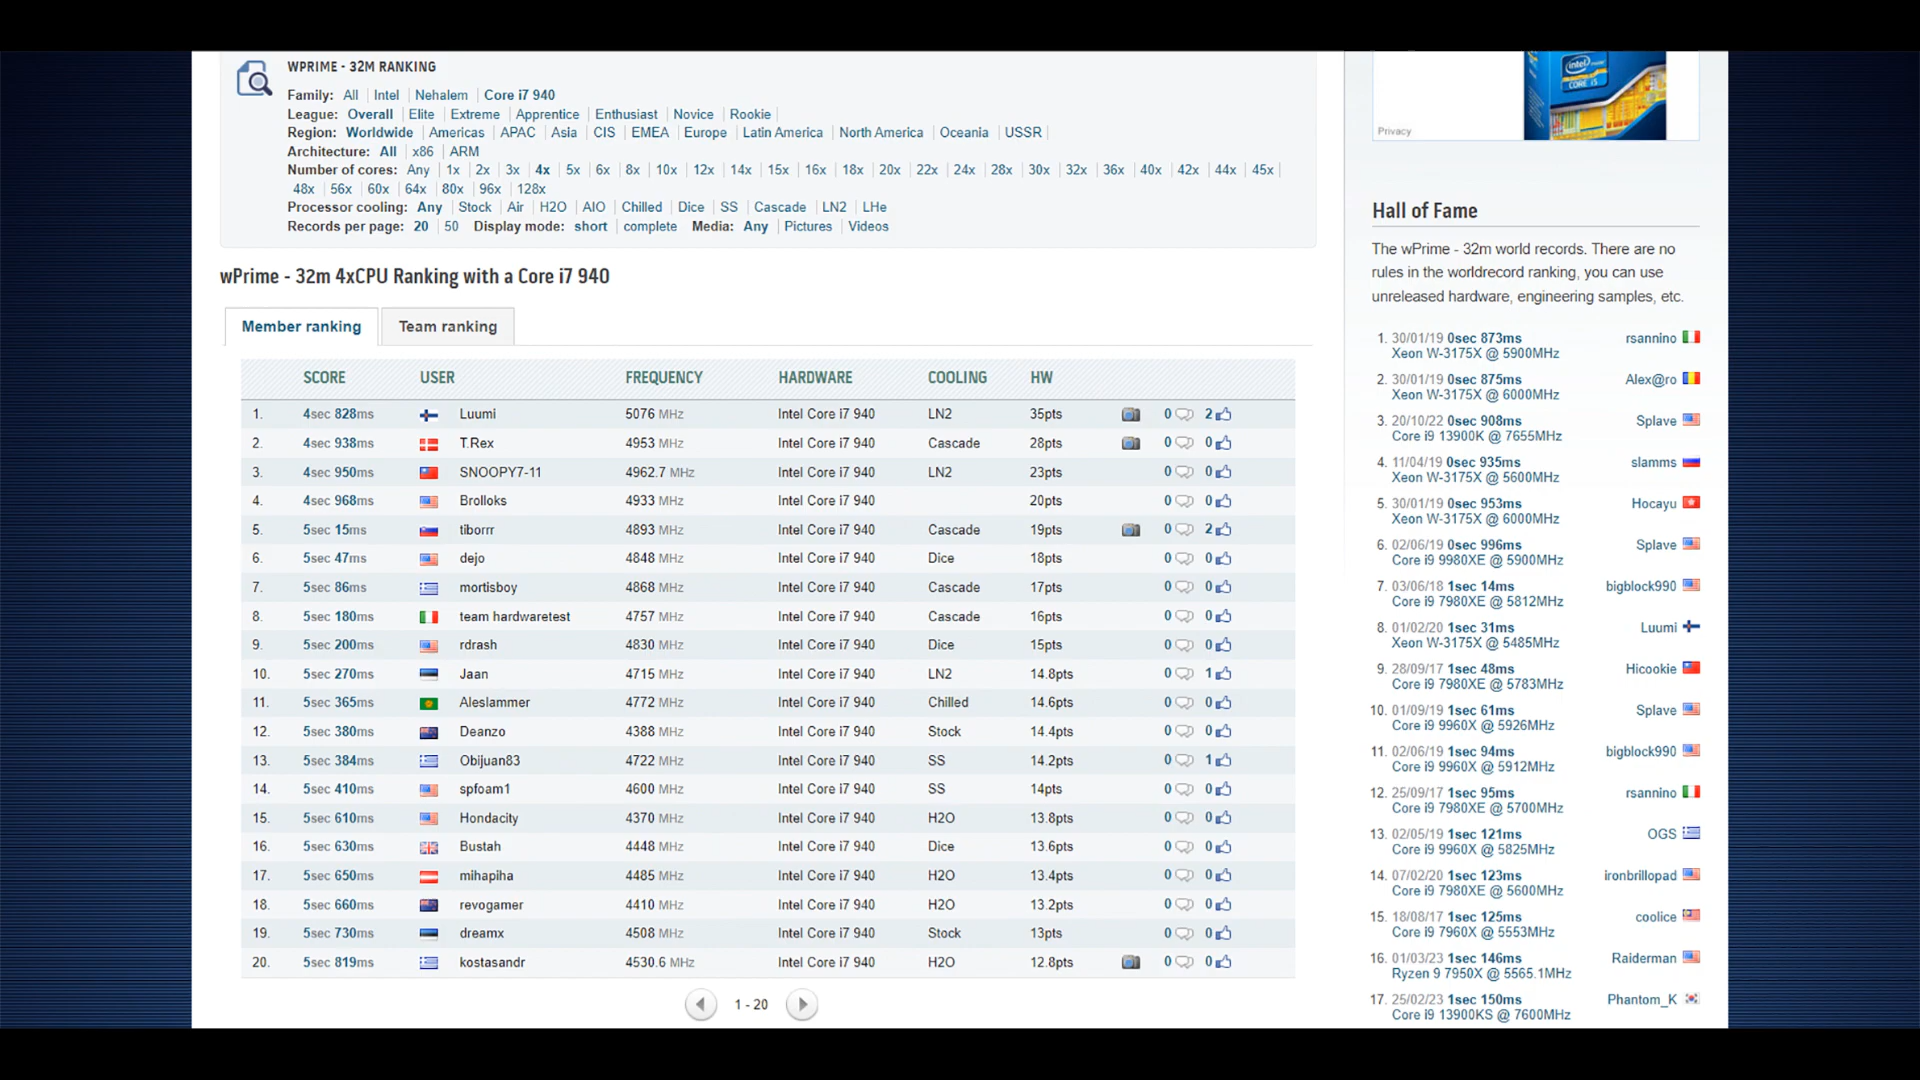 WPRIME - 32M RANKING
Family: All Intel Nehalem Core i7 940
League: Overall Elite Extreme Apprentice Enthusiast Novice Rookie
Region: Worldwide Americas APAC Asia CIS EMEA Europe Latin America North America Oceania USSR
Architecture: All x86 ARM
Number of cores: Any 1x 2x 3x 4x 5x 6x 8x 10x 12x 14x 15x 16x 18x 20x 22x 24x 28x 30x 32x 36x 40x 42x 44x 45x
48x 56x 60x 64x 80x 96x 128x
Processor cooling: Any Stock Air H2O AIO Chilled Dice SS Cascade LN2 LHe
Records per page: 20 50 Display mode: short complete Media: Any Pictures Videos
wPrime - 32m 4xCPU Ranking with a Core i7 940
Member ranking Team ranking
SCORE USER FREQUENCY HARDWARE COOLING HW
1. 4sec 828ms Luumi 5076 MHz Intel Core i7 940 LN2 35pts 0 2
2. 4sec 938ms T.Rex 4953 MHz Intel Core i7 940 Cascade 28pts 0 0
3. 4sec 950ms SNOOPY7-11 4962.7 MHz Intel Core i7 940 LN2 23pts 0 0
4. 4sec 968ms Brolloks 4933 MHz Intel Core i7 940 20pts 0 0
5. 5sec 15ms tiborrr 4893 MHz Intel Core i7 940 Cascade 19pts 0 2
6. 5sec 47ms dejo 4848 MHz Intel Core i7 940 Dice 18pts 0 0
7. 5sec 86ms mortisboy 4868 MHz Intel Core i7 940 Cascade 17pts 0 0
8. 5sec 180ms team hardwaretest 4757 MHz Intel Core i7 940 Cascade 16pts 0 0
9. 5sec 200ms rdrash 4830 MHz Intel Core i7 940 Dice 15pts 0 0
10. 5sec 270ms Jaan 4715 MHz Intel Core i7 940 LN2 14.8pts 0 1
11. 5sec 365ms Aleslammer 4772 MHz Intel Core i7 940 Chilled 14.6pts 0 0
12. 5sec 380ms Deanzo 4388 MHz Intel Core i7 940 Stock 14.4pts 0 0
13. 5sec 384ms Obijuan83 4722 MHz Intel Core i7 940 SS 14.2pts 0 1
14. 5sec 410ms spfoam1 4600 MHz Intel Core i7 940 SS 14pts 0 0
15. 5sec 610ms Hondacity 4370 MHz Intel Core i7 940 H2O 13.8pts 0 0
16. 5sec 630ms Bustah 4448 MHz Intel Core i7 940 Dice 13.6pts 0 0
17. 5sec 650ms mihapiha 4485 MHz Intel Core i7 940 H2O 13.4pts 0 0
18. 5sec 660ms revogamer 4410 MHz Intel Core i7 940 H2O 13.2pts 0 0
19. 5sec 730ms dreamx 4508 MHz Intel Core i7 940 Stock 13pts 0 0
20. 5sec 819ms kostasandr 4530.6 MHz Intel Core i7 940 H2O 12.8pts 0 0
1 - 20
intel
CORE i5
Privacy
Hall of Fame
The wPrime - 32m world records. There are no
rules in the worldrecord ranking, you can use
unreleased hardware, engineering samples, etc.
1. 30/01/19 0sec 873ms rsannino
Xeon W-3175X @ 5900MHz
2. 30/01/19 0sec 875ms Alex@ro
Xeon W-3175X @ 6000MHz
3. 20/10/22 0sec 908ms Splave
Core i9 13900K @ 7655MHz
4. 11/04/19 0sec 935ms slamms
Xeon W-3175X @ 5600MHz
5. 30/01/19 0sec 953ms Hocayu
Xeon W-3175X @ 6000MHz
6. 02/06/19 0sec 996ms Splave
Core i9 9980XE @ 5900MHz
7. 03/06/18 1sec 14ms bigblock990
Core i9 7980XE @ 5812MHz
8. 01/02/20 1sec 31ms Luumi
Xeon W-3175X @ 5485MHz
9. 28/09/17 1sec 48ms Hicookie
Core i9 7980XE @ 5783MHz
10. 01/09/19 1sec 61ms Splave
Core i9 9960X @ 5926MHz
11. 02/06/19 1sec 94ms bigblock990
Core i9 9960X @ 5912MHz
12. 25/09/17 1sec 95ms rsannino
Core i9 7980XE @ 5700MHz
13. 02/05/19 1sec 121ms OGS
Core i9 9960X @ 5825MHz
14. 07/02/20 1sec 123ms ironbrillopad
Core i9 7980XE @ 5600MHz
15. 18/08/17 1sec 125ms coolice
Core i9 7960X @ 5553MHz
16. 01/03/23 1sec 146ms Raiderman
Ryzen 9 7950X @ 5565.1MHz
17. 25/02/23 1sec 150ms Phantom_K
Core i9 13900KS @ 7600MHz